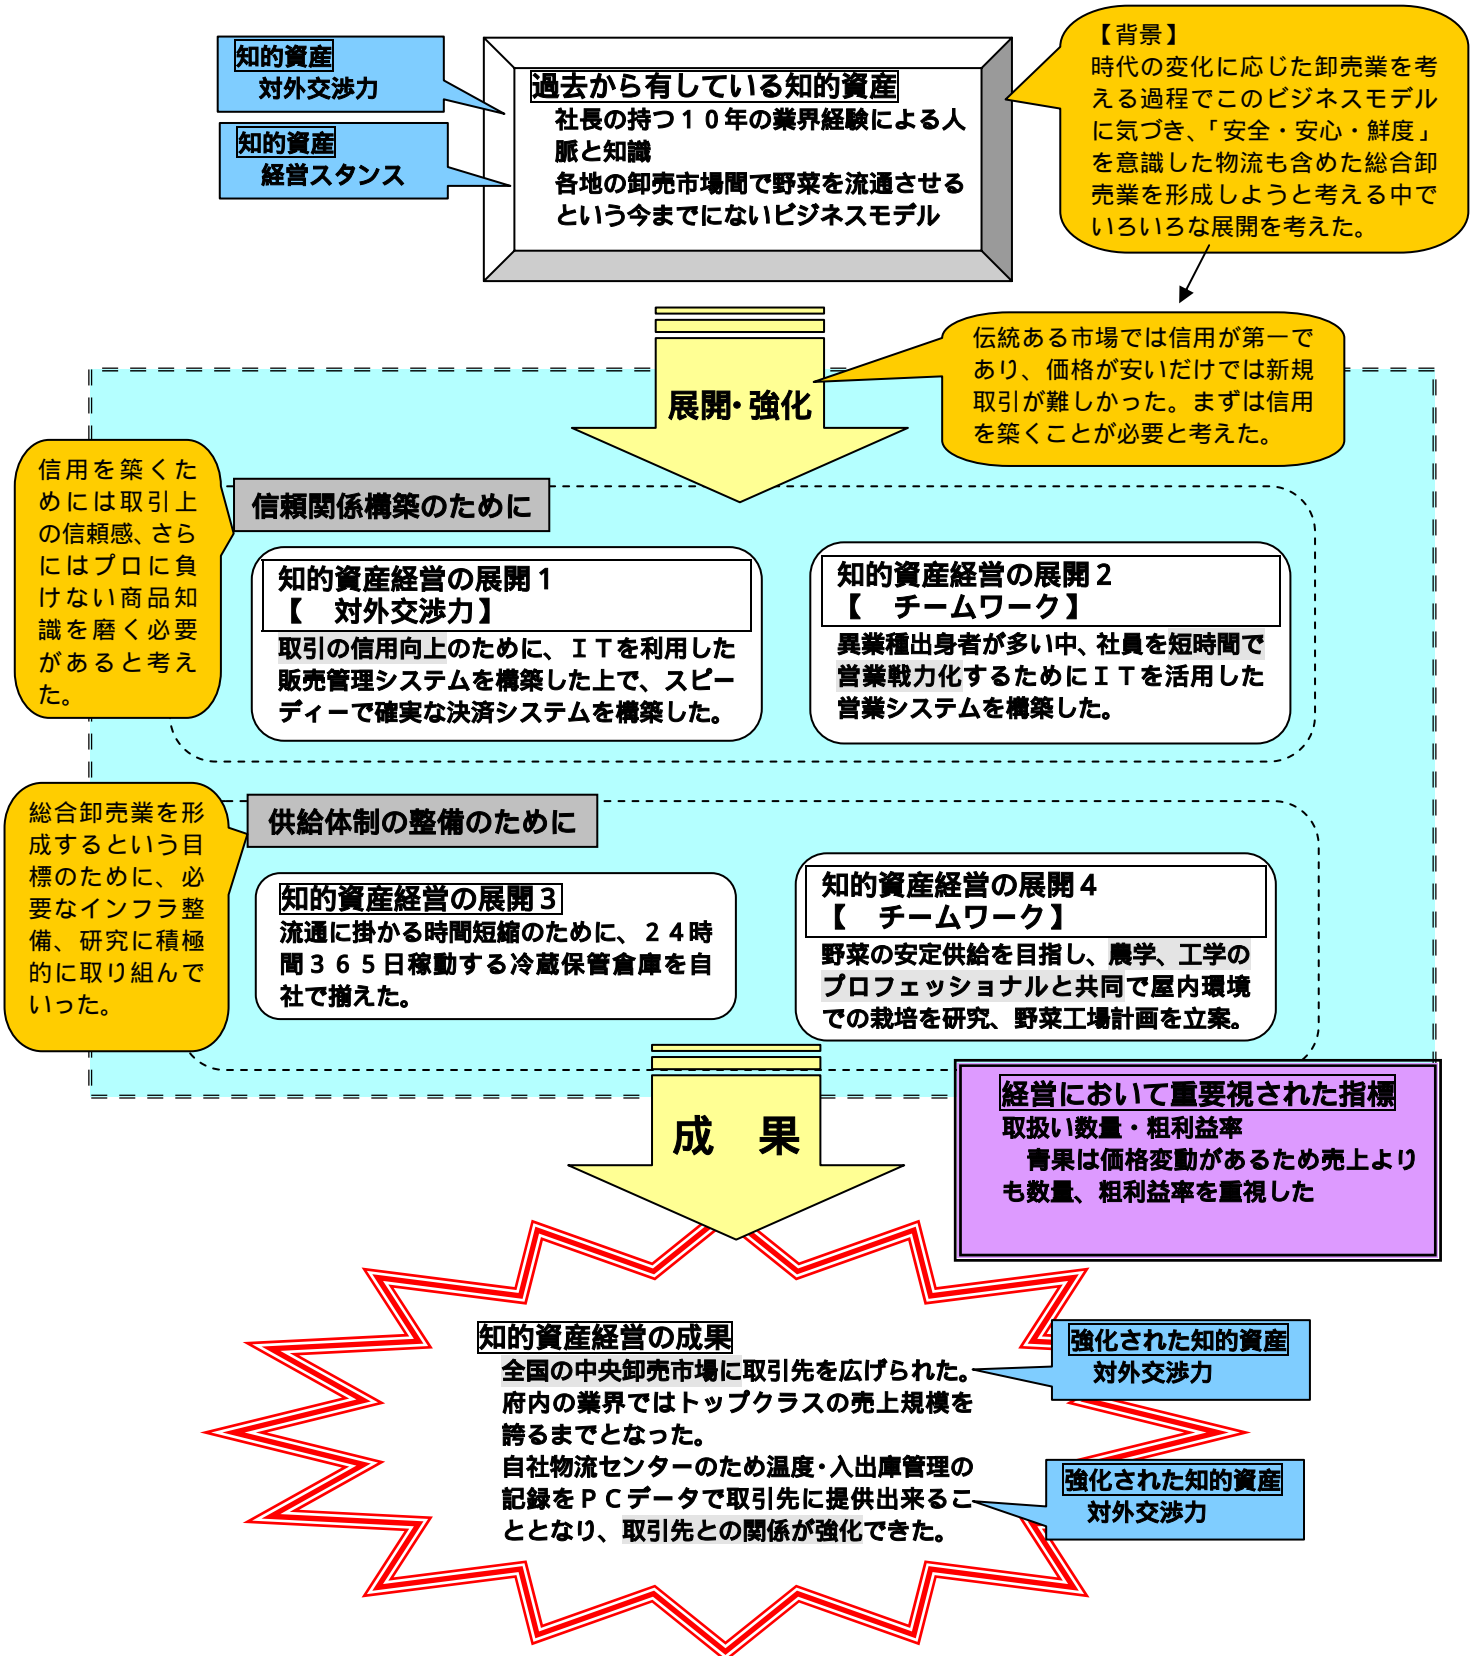 知的資産
対外交渉力
知的資産
経営スタンス
過去から有している知的資産
社長の持つ１０年の業界経験による人
脈と知識
各地の卸売市場間で野菜を流通させる
という今までにないビジネスモデル
【背景】
時代の変化に応じた卸売業を考
える過程でこのビジネスモデル
に気づき、「安全・安心・鮮度」
を意識した物流も含めた総合卸
売業を形成しようと考える中で
いろいろな展開を考えた。
展開・強化
伝統ある市場では信用が第一で
あり、価格が安いだけでは新規
取引が難しかった。まずは信用
を築くことが必要と考えた。
信用を築くた
めには取引上
の信頼感、さら
にはプロに負
けない商品知
識を磨く必要
があると考え
た。
信頼関係構築のために
知的資産経営の展開１
【　対外交渉力】
取引の信用向上のために、ＩＴを利用した
販売管理システムを構築した上で、スピー
ディーで確実な決済システムを構築した。
知的資産経営の展開２
【　チームワーク】
異業種出身者が多い中、社員を短時間で
営業戦力化するためにＩＴを活用した
営業システムを構築した。
総合卸売業を形
成するという目
標のために、必
要なインフラ整
備、研究に積極
的に取り組んで
いった。
供給体制の整備のために
知的資産経営の展開３
流通に掛かる時間短縮のために、２４時
間３６５日稼動する冷蔵保管倉庫を自
社で揃えた。
知的資産経営の展開４
【　チームワーク】
野菜の安定供給を目指し、農学、工学の
プロフェッショナルと共同で屋内環境
での栽培を研究、野菜工場計画を立案。
成　果
経営において重要視された指標
取扱い数量・粗利益率
青果は価格変動があるため売上より
も数量、粗利益率を重視した
知的資産経営の成果
全国の中央卸売市場に取引先を広げられた。
府内の業界ではトップクラスの売上規模を
誇るまでとなった。
自社物流センターのため温度・入出庫管理の
記録をＰＣデータで取引先に提供出来るこ
ととなり、取引先との関係が強化できた。
強化された知的資産
対外交渉力
強化された知的資産
対外交渉力